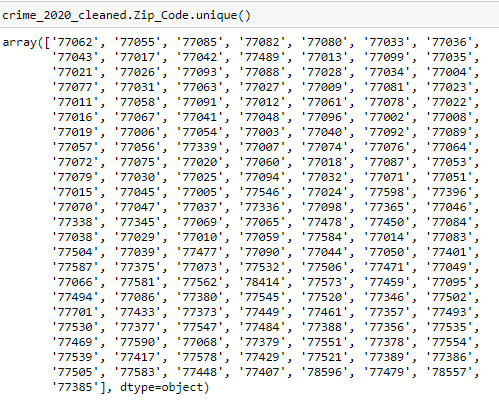 crime_2020_cleaned.Zip_Code.unique()
array(['77062', '77055', '77085', '77082', '77080', '77033', '77036',
'77043', '77017', '77042', '77489', '77013', '77099', '77035',
'77021', '77026', '77093', '77088', '77028', '77034', '77004',
'77077', '77031', '77063', '77027', '77009', '77081', '77023',
'77011', '77058', '77091', '77012', '77061', '77078', '77022',
'77016', '77067', '77041', '77048', '77096', '77002', '77008',
'77019', '77006', '77054', '77003', '77040', '77092', '77089',
'77057', '77056', '77339', '77007', '77074', '77076', '77064',
'77072', '77075', '77020', '77060', '77018', '77087', '77053',
'77079', '77030', '77025', '77094', '77032', '77071', '77051',
'77015', '77045', '77005', '77546', '77024', '77598', '77396',
'77070', '77047', '77037', '77336', '77098', '77365', '77046',
'77338', '77345', '77069', '77065', '77478', '77450', '77084',
'77038', '77029', '77010', '77059', '77584', '77014', '77083',
'77504', '77039', '77477', '77090', '77044', '77050', '77401',
'77587', '77375', '77073', '77532', '77506', '77471', '77049',
'77066', '77581', '77562', '78414', '77573', '77459', '77095',
'77494', '77086', '77380', '77545', '77520', '77346', '77502',
'77701', '77433', '77373', '77449', '77461', '77357', '77493',
'77530', '77377', '77547', '77484', '77388', '77356', '77535',
'77469', '77590', '77068', '77379', '77551', '77378', '77554',
'77539', '77417', '77578', '77429', '77521', '77389', '77386',
'77505', '77583', '77448', '77407', '78596', '77479', '78557',
'77385'], dtype=object)